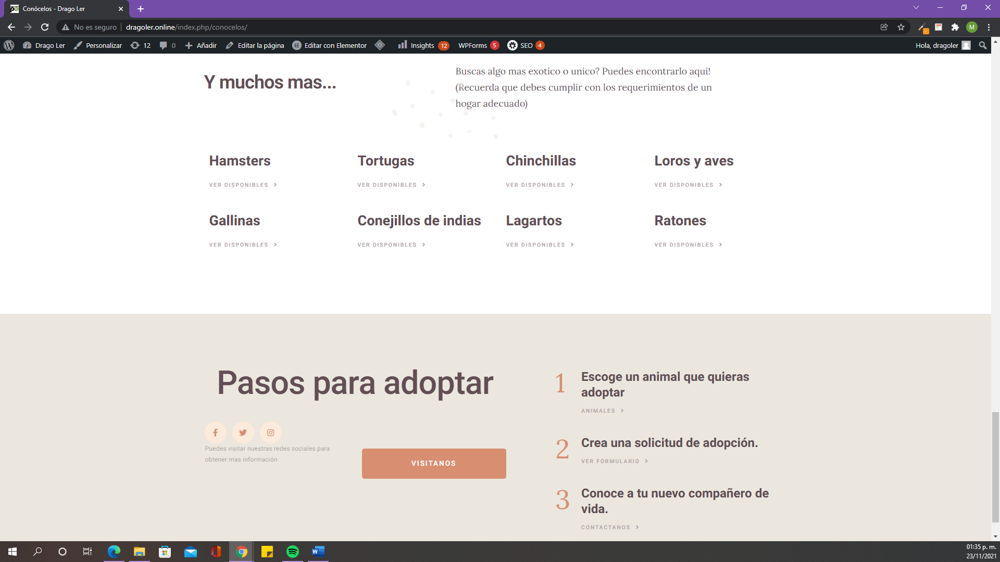 Conócelos - Drago Ler
No es seguro dragoler.online/index.php/conocelos/
M
Drago Ler Personalizar 12 0 Añadir Editar la página Editar con Elementor Insights 12 WPForms 5 SEO 4 Hola, dragoler
Y muchos mas...
Buscas algo mas exotico o unico? Puedes encontrarlo aqui!
(Recuerda que debes cumplir con los requerimientos de un
hogar adecuado)
Hamsters Tortugas Chinchillas Loros y aves
VER DISPONIBLES VER DISPONIBLES VER DISPONIBLES VER DISPONIBLES
Gallinas Conejillos de indias Lagartos Ratones
VER DISPONIBLES VER DISPONIBLES VER DISPONIBLES VER DISPONIBLES
Pasos para adoptar
Puedes visitar nuestras redes sociales para
obtener mas información
VISITANOS
1 Escoge un animal que quieras
adoptar
ANIMALES
2 Crea una solicitud de adopción.
VER FORMULARIO
3 Conoce a tu nuevo compañero de
vida.
CONTACTANOS
01:35 p. m.
23/11/2021